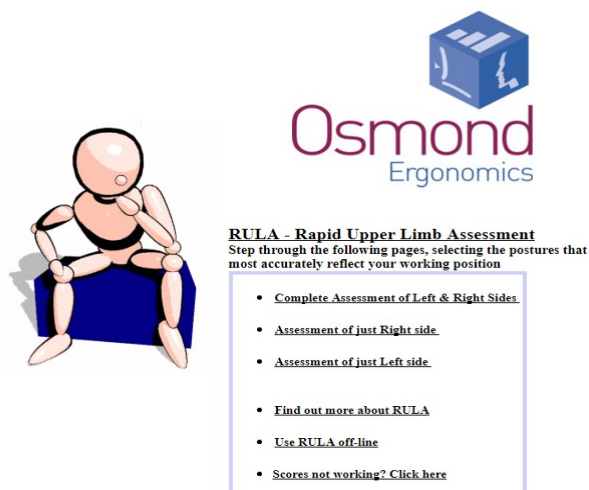 Osmond
Ergonomics
RULA - Rapid Upper Limb Assessment
Step through the following pages, selecting the postures that
most accurately reflect your working position
Complete Assessment of Left & Right Sides
Assessment of just Right side
Assessment of just Left side
Find out more about RULA
Use RULA off-line
Scores not working? Click here